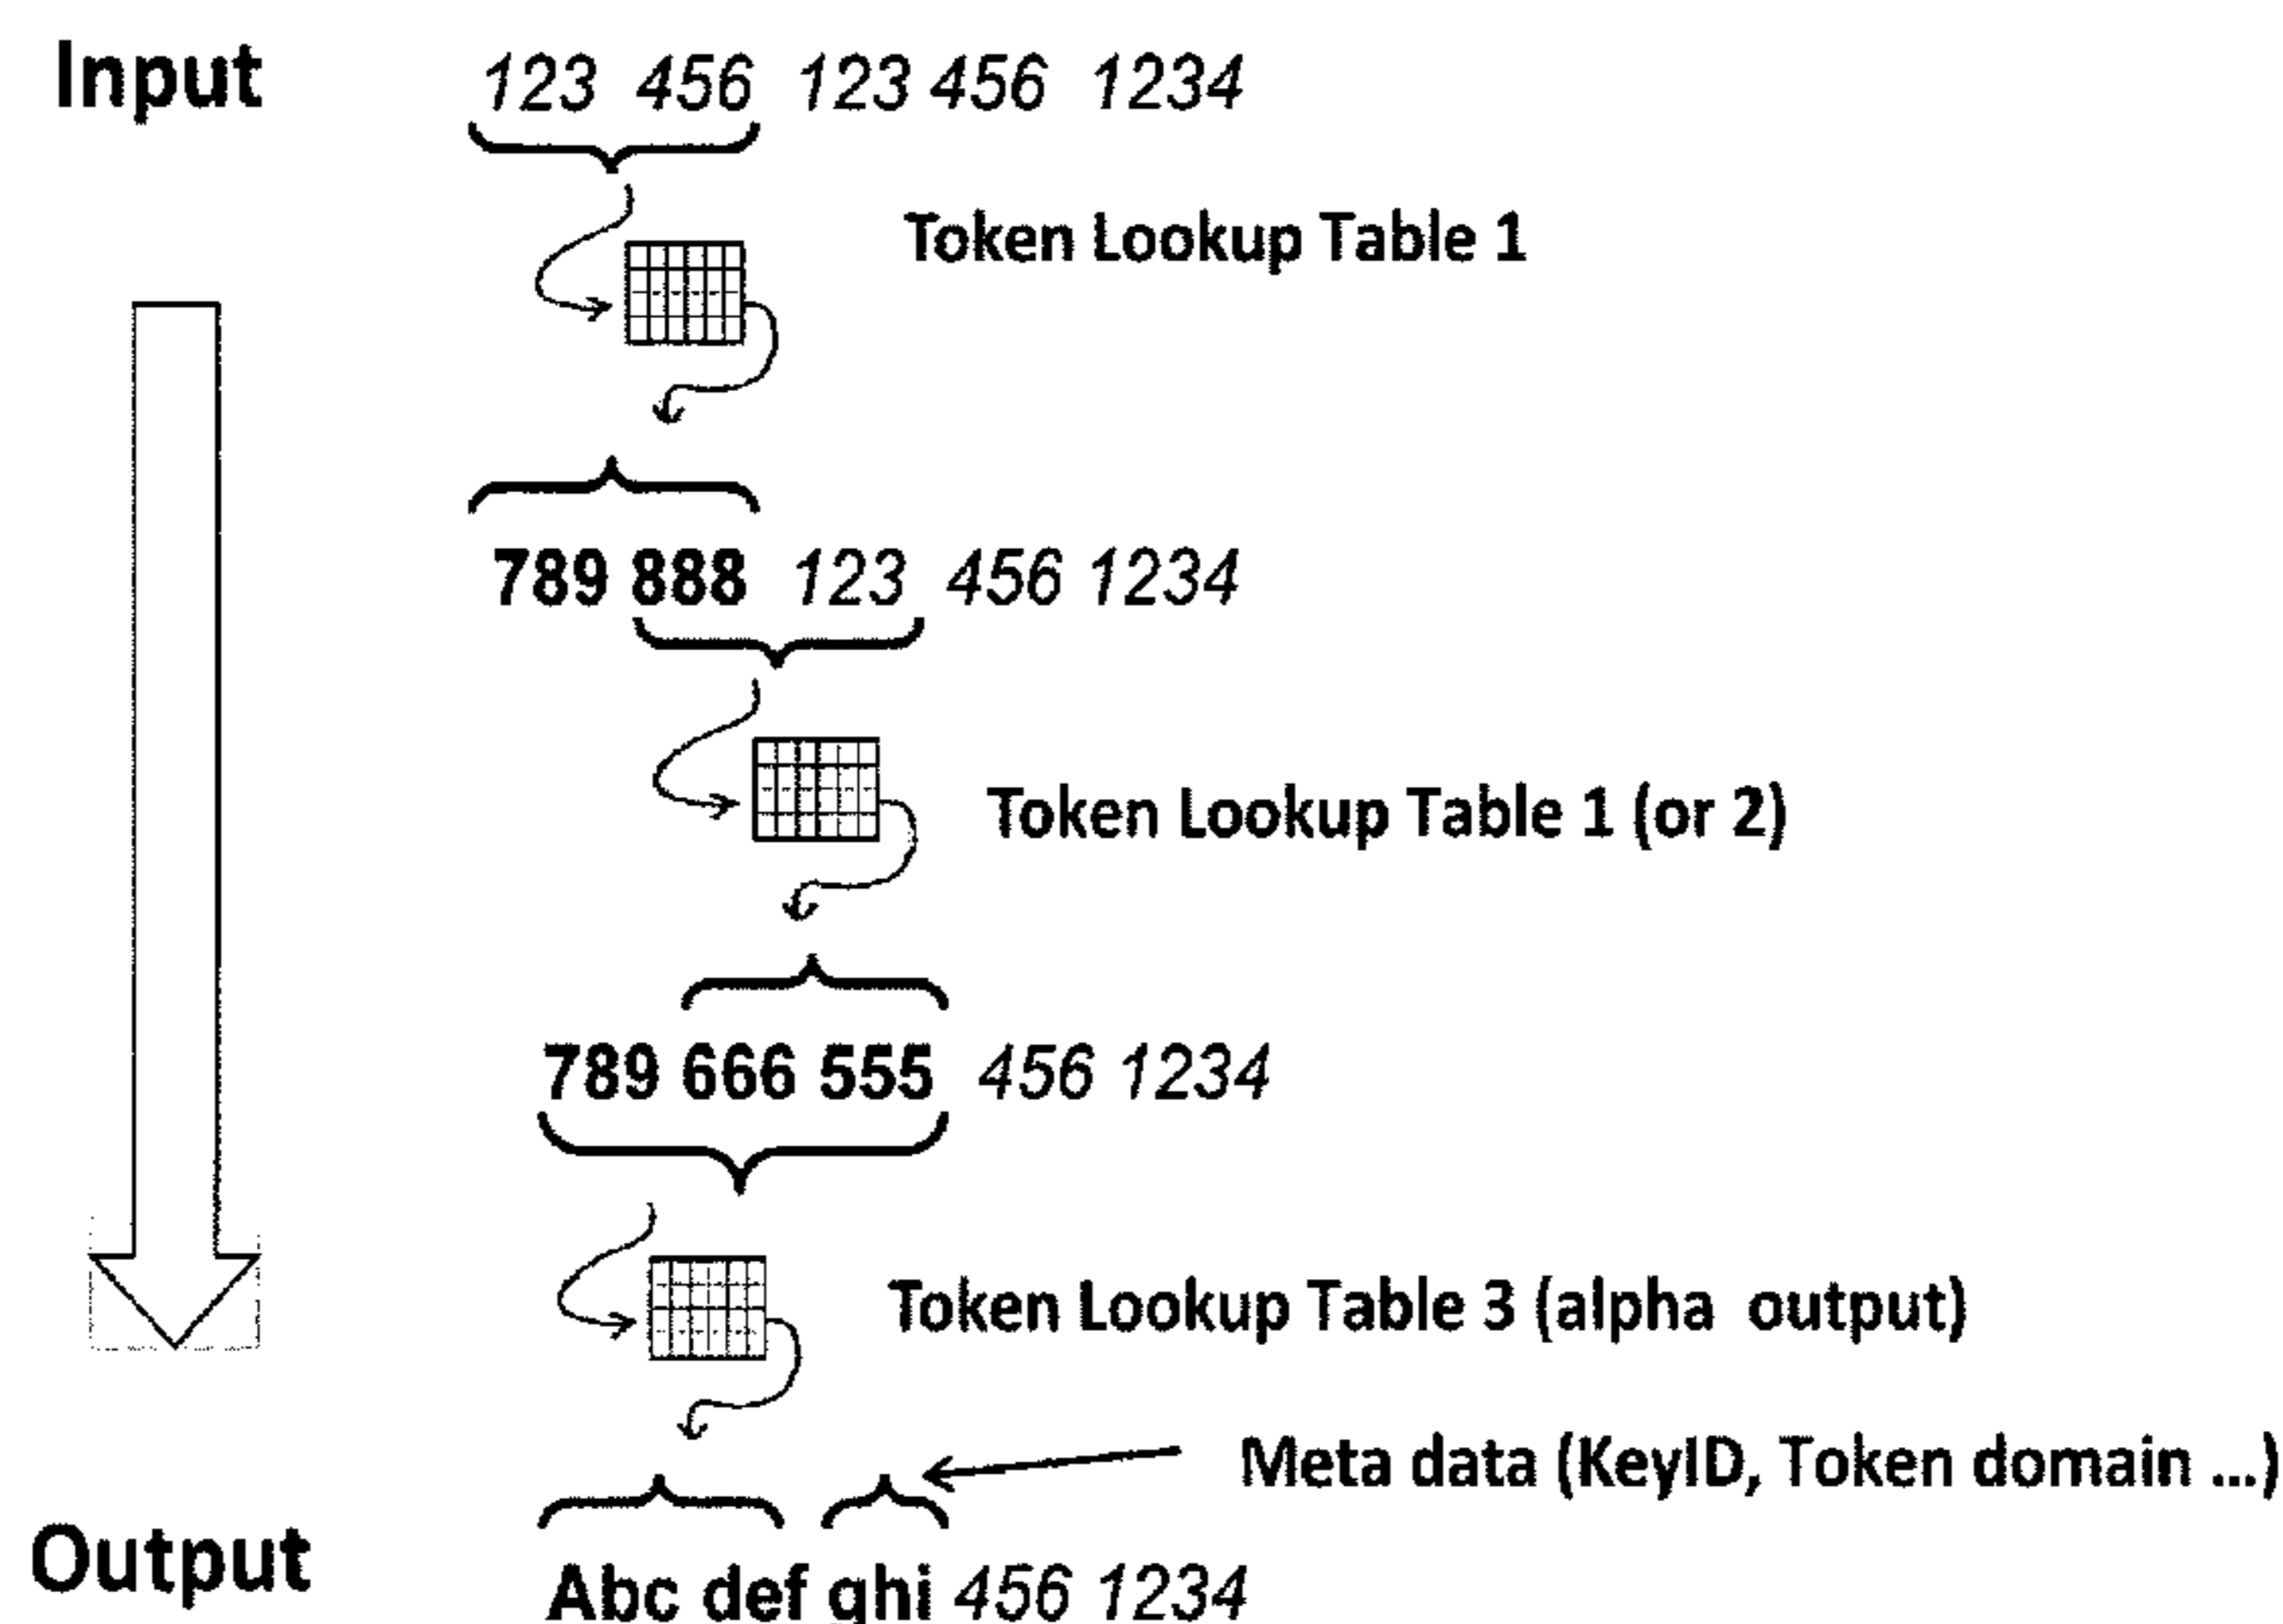 Input 123 456 123 456 1234
Token Lookup Table 1
789 888 123 456 1234
Token Lookup Table 1 (or 2)
789 666 555 456 1234
Token Lookup Table 3 (alpha output)
Meta data (KeyID, Token domain ...)
Output Abc def ghi 456 1234